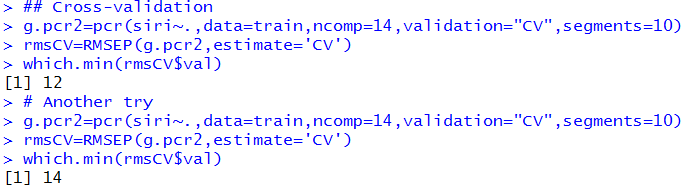 > ## Cross-validation
> g.pcr2=pcr(siri~.,data=train,ncomp=14,validation="CV",segments=10)
> rmsCV=RMSEP(g.pcr2,estimate='CV')
> which.min(rmsCV$val)
[1] 12
> # Another try
> g.pcr2=pcr(siri~.,data=train,ncomp=14,validation="CV",segments=10)
> rmsCV=RMSEP(g.pcr2,estimate='CV')
> which.min(rmsCV$val)
[1] 14